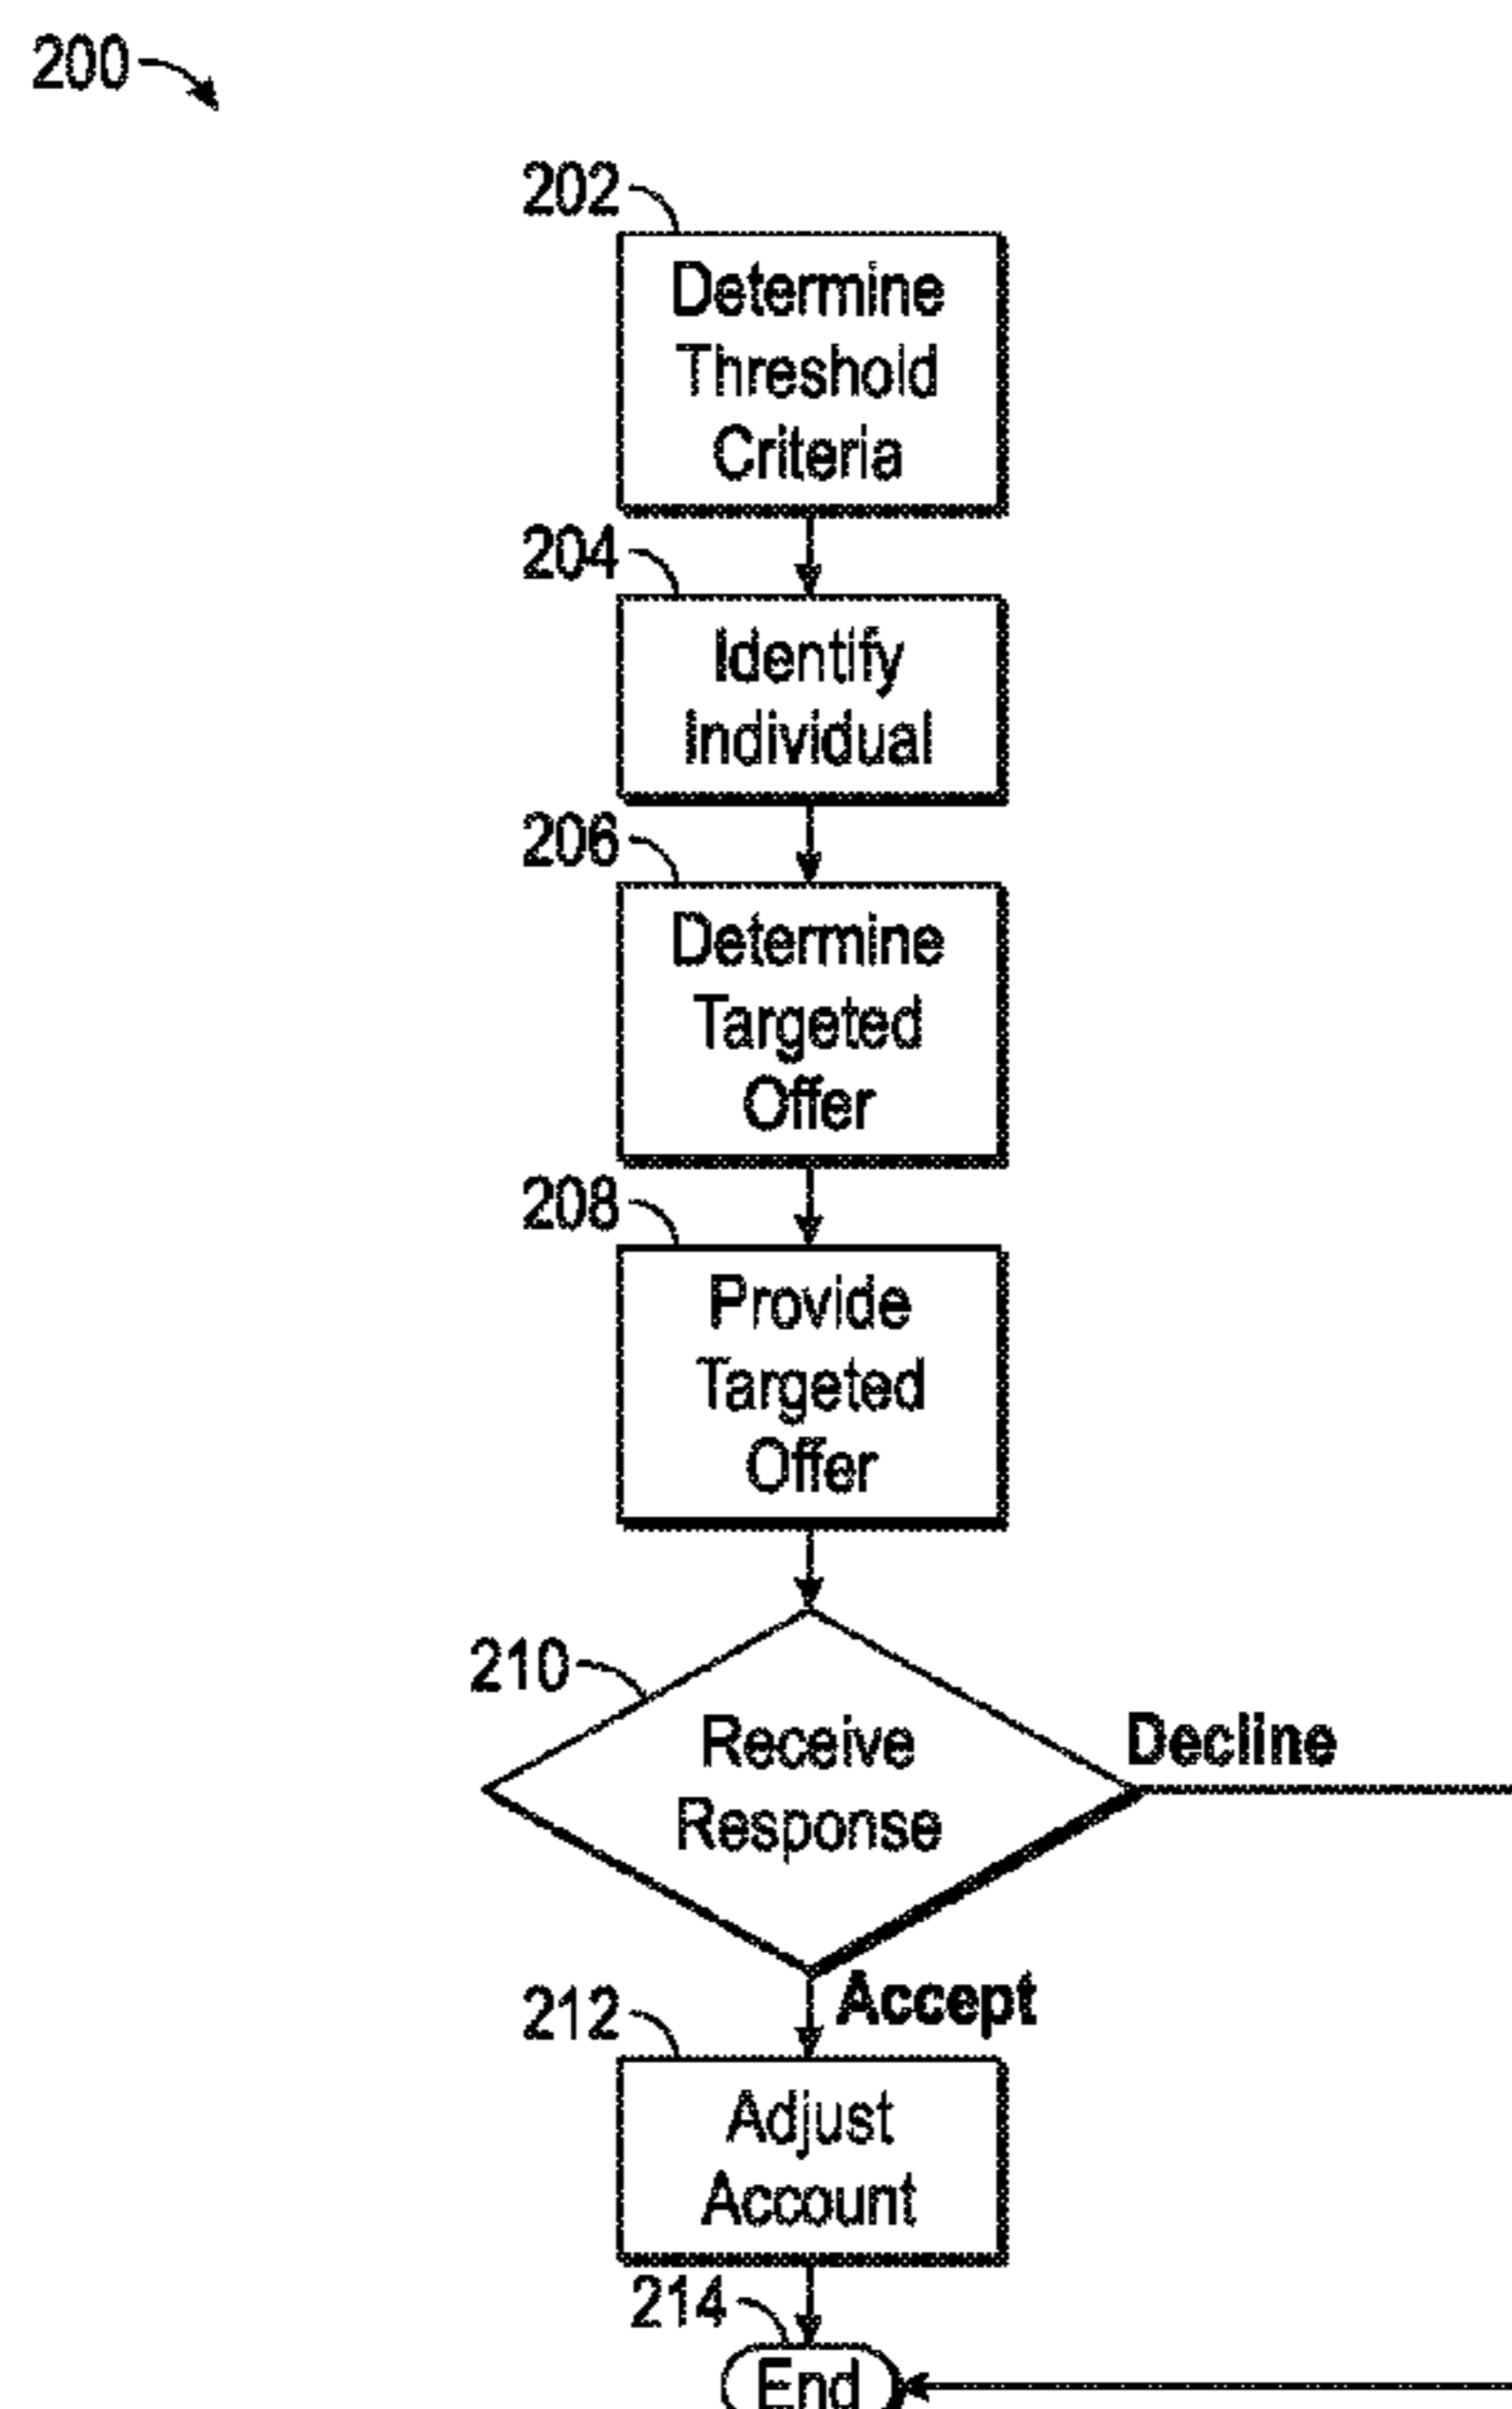 200
202
Determine
Threshold
Criteria
204
Identify
Individual
206
Determine
Targeted
Offer
208
Provide
Targeted
Offer
210
Receive
Response
Decline
Accept
212
Adjust
Account
214
End